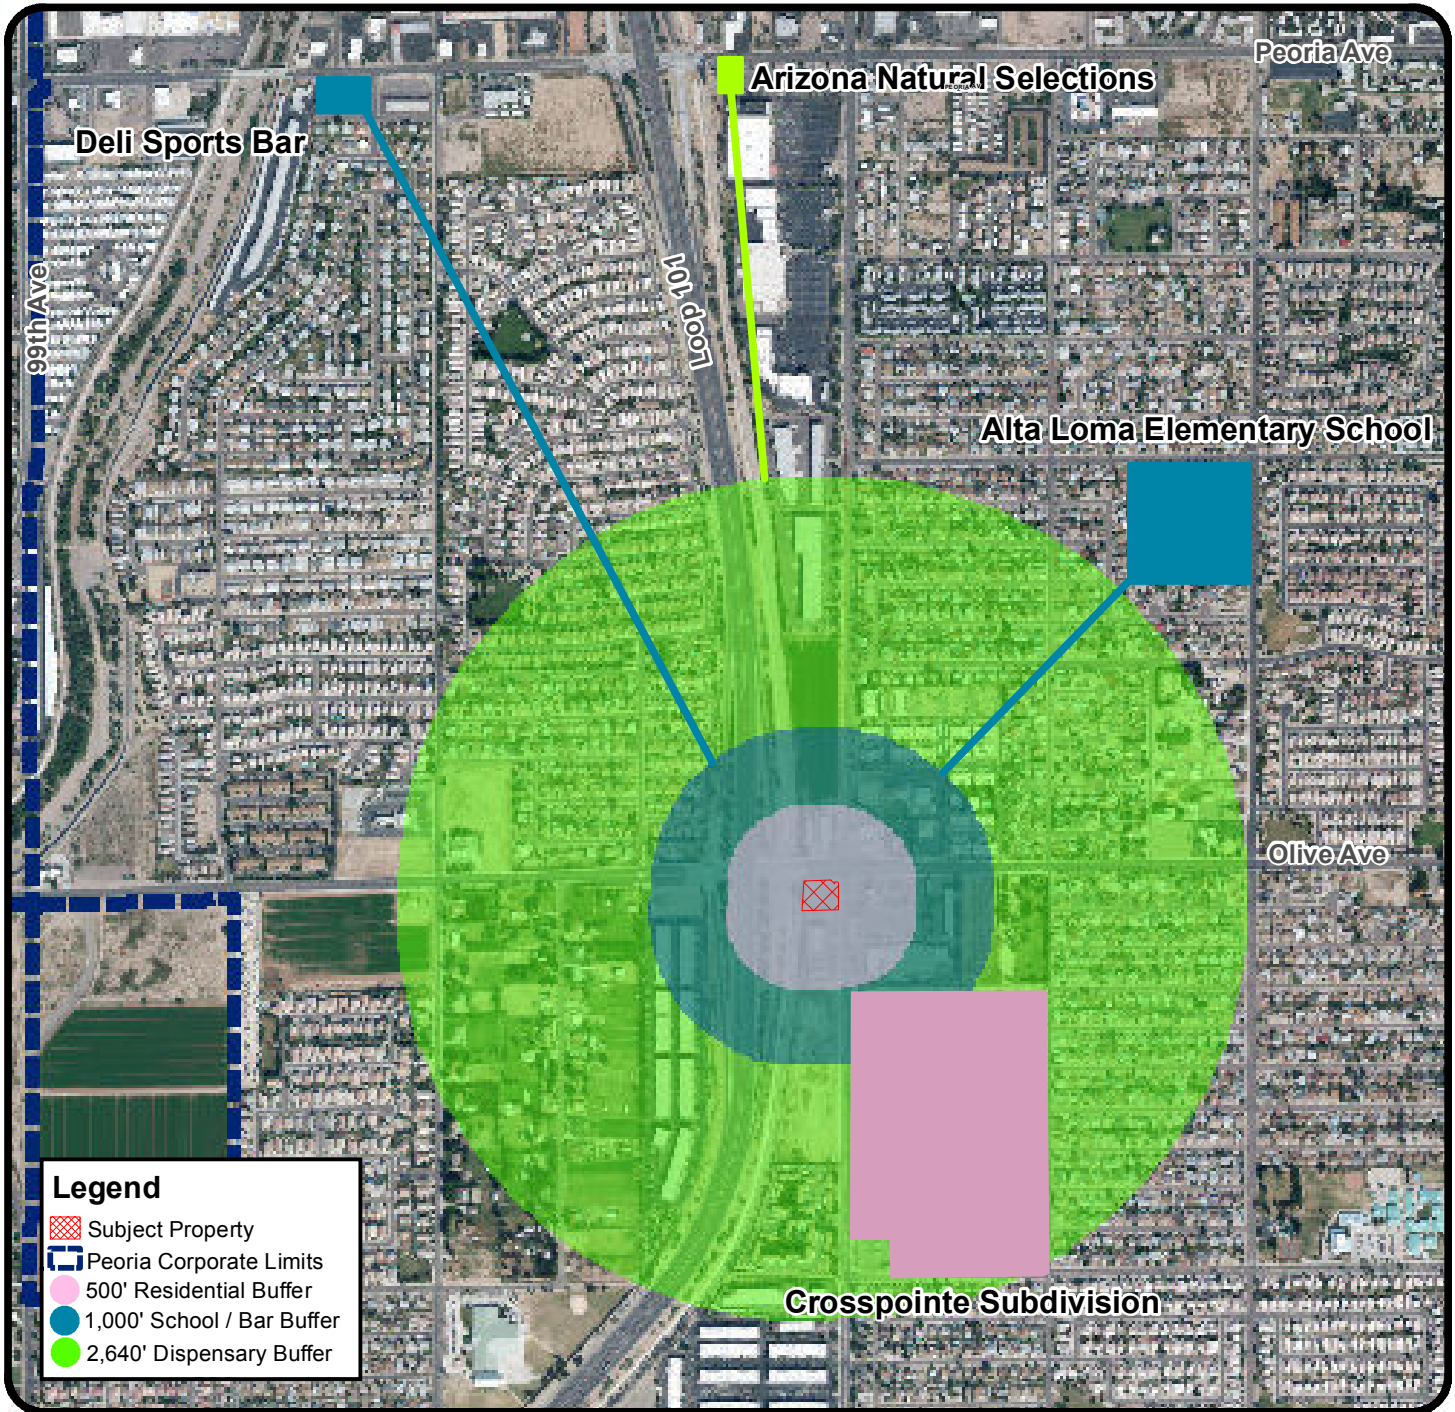 Peoria Ave
Arizona Natural Selections
PEORIA AV
Deli Sports Bar
99th Ave
Loop 101
Alta Loma Elementary School
Olive Ave
Legend
Subject Property
Peoria Corporate Limits
500' Residential Buffer
1,000' School / Bar Buffer
2,640' Dispensary Buffer
Crosspointe Subdivision